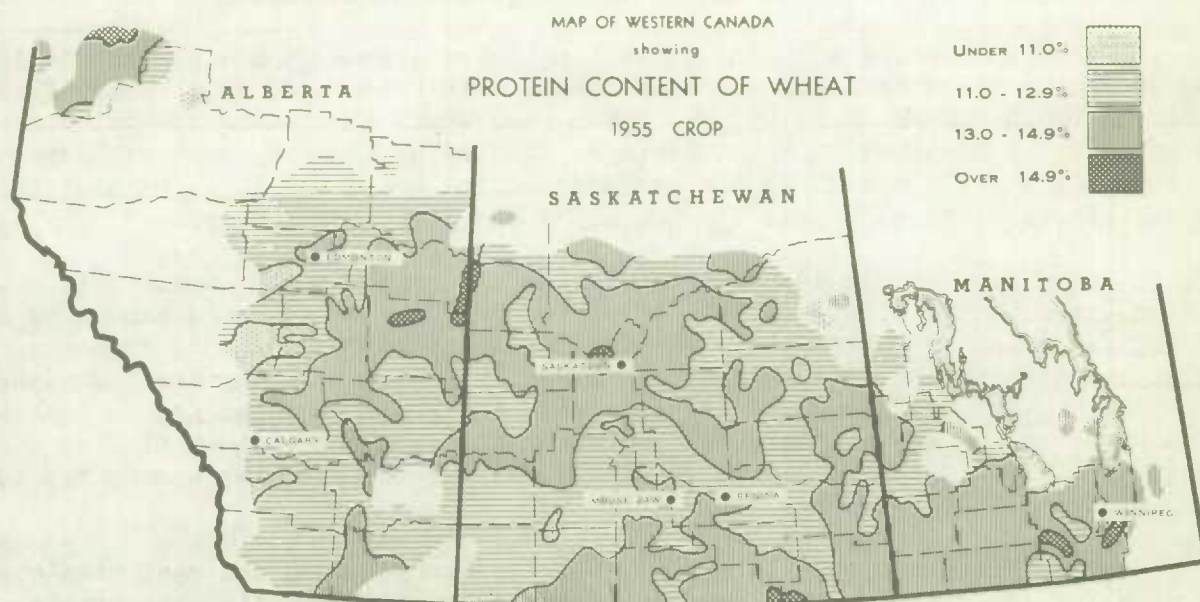 MAP OF WESTERN CANADA
showing
PROTEIN CONTENT OF WHEAT
1955 CROP
UNDER 11.0%
11.0 - 12.9%
13.0 - 14.9%
OVER 14.9%
ALBERTA
SASKATCHEWAN
MANITOBA
EDMONTON
SASKATOON
CALGARY
MOOSE JAW
REGINA
WINNIPEG